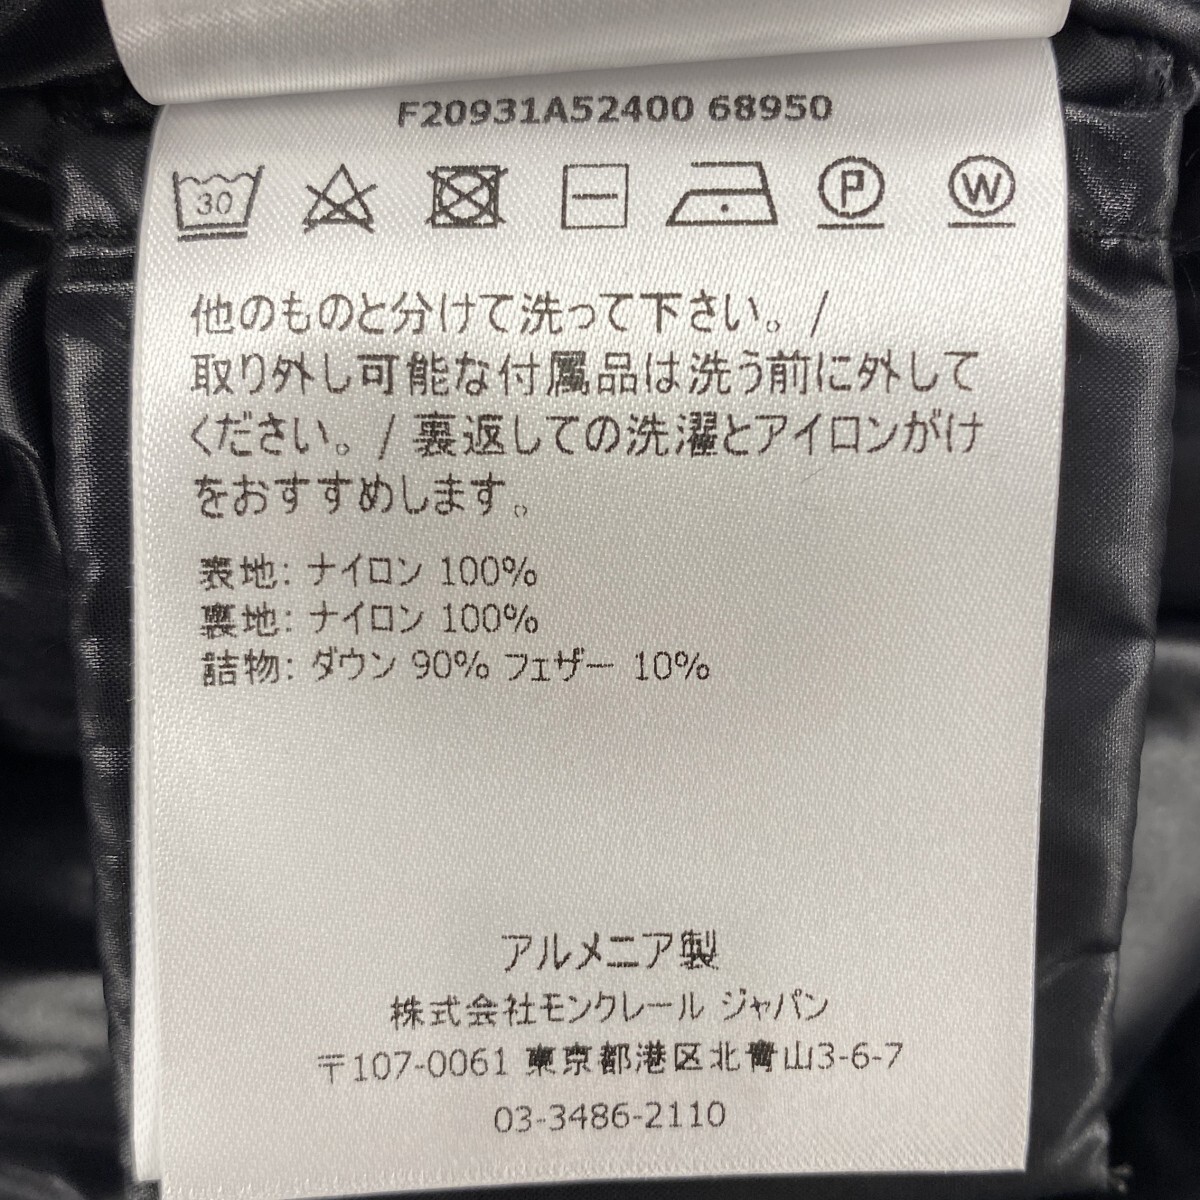 F20931A52400 68950
30 P W
他のものと分けて洗って下さい。/
取り外し可能な付属品は洗う前に外して
ください。/ 裏返しての洗濯とアイロンがけ
をおすすめします。
表地: ナイロン 100%
裏地: ナイロン 100%
詰物: ダウン 90% フェザー 10%
アルメニア製
株式会社モンクレール ジャパン
〒107-0061 東京都港区北青山3-6-7
03-3486-2110